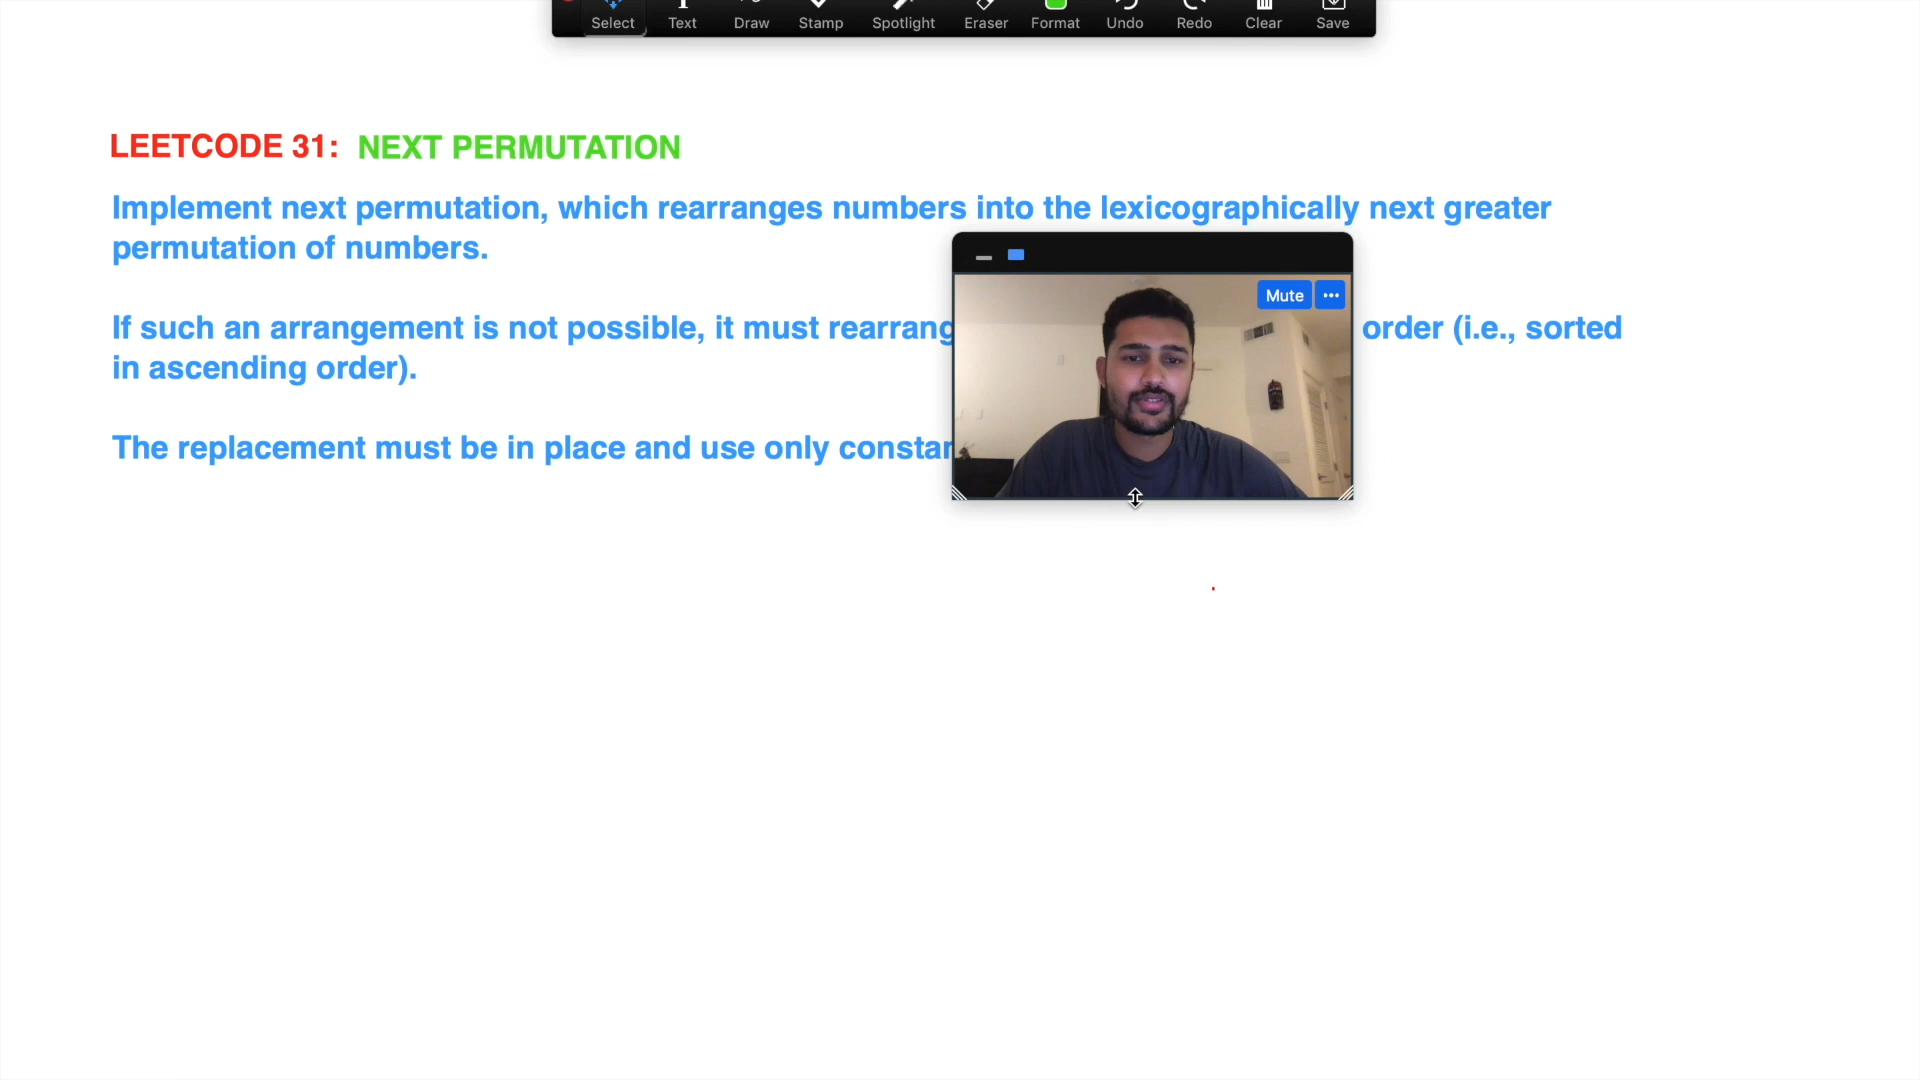 Select Text Draw Stamp Spotlight Eraser Format Undo Redo Clear Save
LEETCODE 31: NEXT PERMUTATION
Implement next permutation, which rearranges numbers into the lexicographically next greater
permutation of numbers.
If such an arrangement is not possible, it must rearrang order (i.e., sorted
in ascending order).
The replacement must be in place and use only constan
Mute